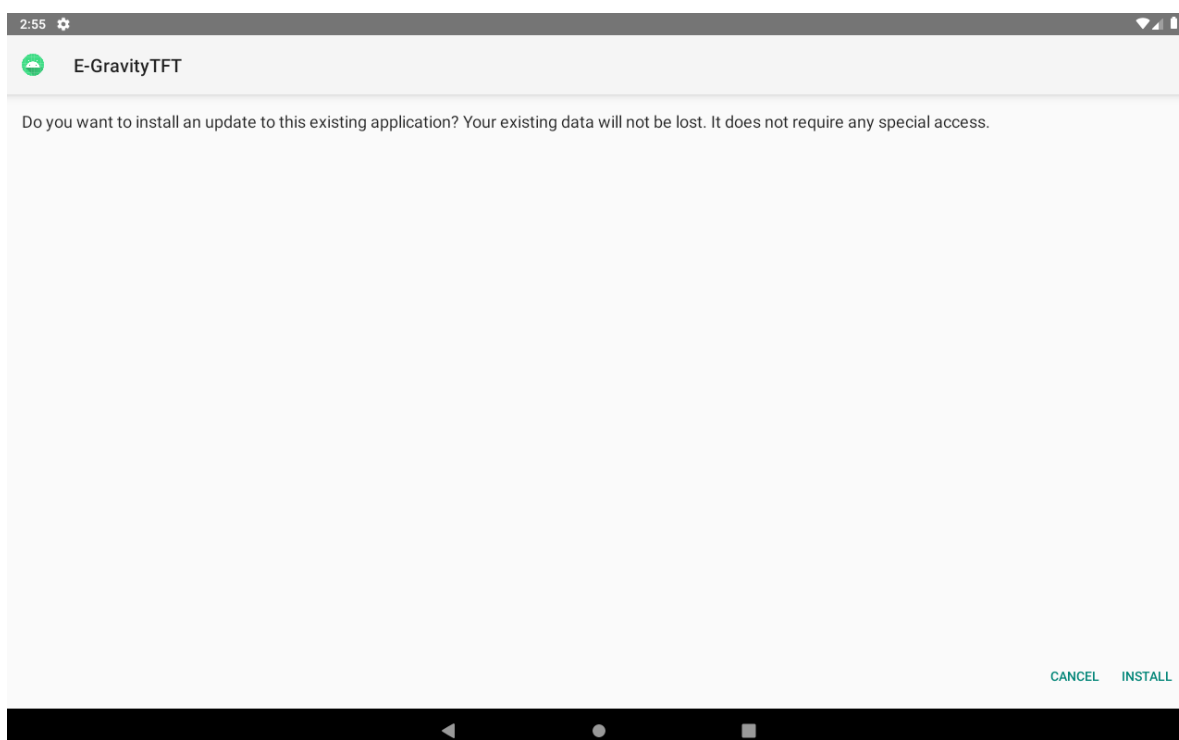 2:55
E-GravityTFT
Do you want to install an update to this existing application? Your existing data will not be lost. It does not require any special access.
CANCEL INSTALL